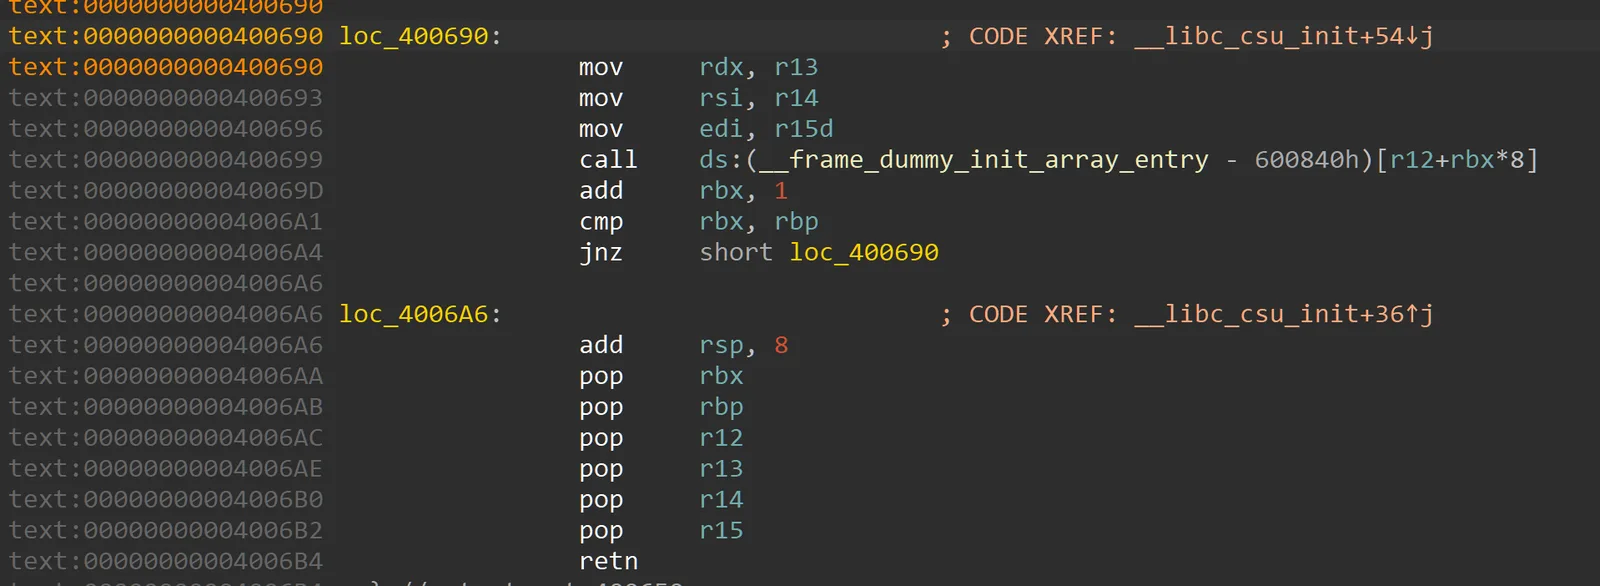 text:0000000000400690
text:0000000000400690 loc_400690: ; CODE XREF: __libc_csu_init+54↓j
text:0000000000400690 mov rdx, r13
text:0000000000400693 mov rsi, r14
text:0000000000400696 mov edi, r15d
text:0000000000400699 call ds:(__frame_dummy_init_array_entry - 600840h)[r12+rbx*8]
text:000000000040069D add rbx, 1
text:00000000004006A1 cmp rbx, rbp
text:00000000004006A4 jnz short loc_400690
text:00000000004006A6
text:00000000004006A6 loc_4006A6: ; CODE XREF: __libc_csu_init+36↑j
text:00000000004006A6 add rsp, 8
text:00000000004006AA pop rbx
text:00000000004006AB pop rbp
text:00000000004006AC pop r12
text:00000000004006AE pop r13
text:00000000004006B0 pop r14
text:00000000004006B2 pop r15
text:00000000004006B4 retn